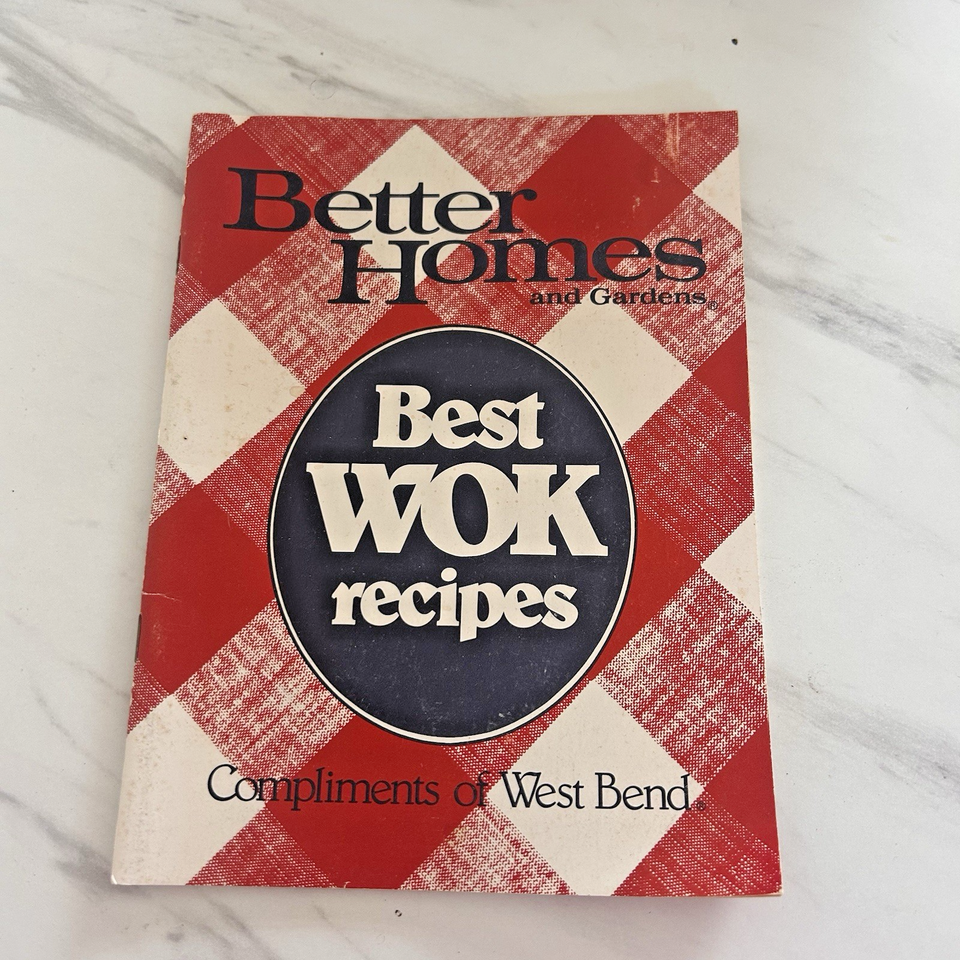 Better
Homes
and Gardens®
Best
WOK
recipes
Compliments of West Bend®